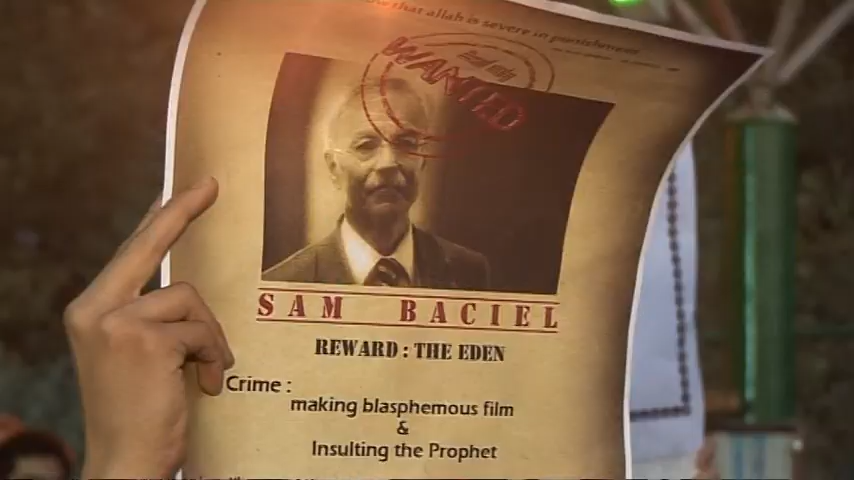 ow that allah is severe in punishment
WANTED
SAM BACIEL
REWARD : THE EDEN
Crime :
making blasphemous film
&
Insulting the Prophet